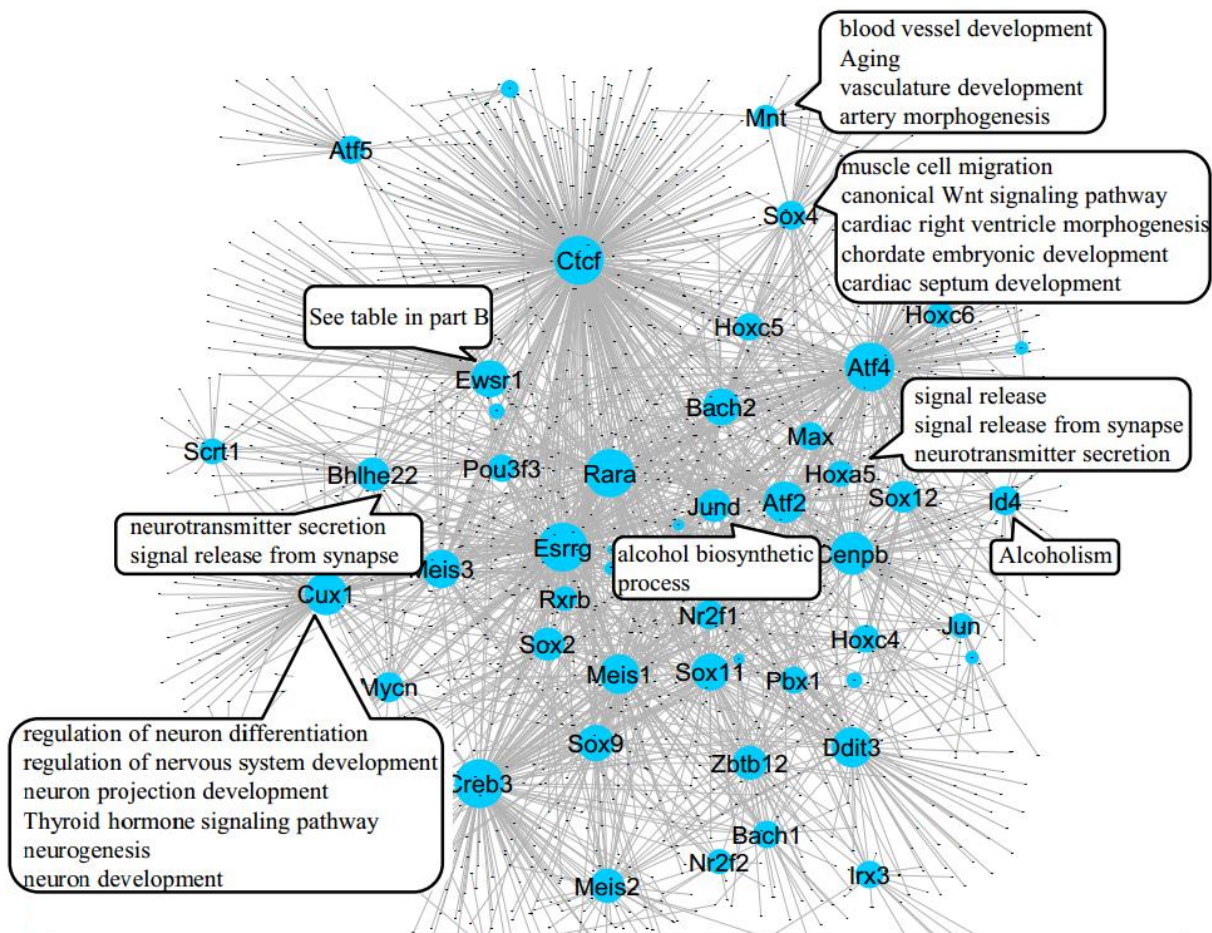 blood vessel development
Aging
vasculature development
artery morphogenesis
Mnt
Atf5
muscle cell migration
canonical Wnt signaling pathway
cardiac right ventricle morphogenesis
chordate embryonic development
cardiac septum development
Sox4
Ctcf
See table in part B
Hoxc5
Hoxc6
Ewsr1
Atf4
Bach2
signal release
signal release from synapse
neurotransmitter secretion
Max
Scrt1
Bhlhe22
Pou3f3
Rara
Hoxa5
Sox12
Jund
Atf2
Id4
neurotransmitter secretion
signal release from synapse
Esrrg
alcohol biosynthetic
process
Cenpb
Alcoholism
Meis3
Cux1
Rxrb
Nr2f1
Sox2
Hoxc4
Jun
Meis1
Sox11
Pbx1
Mycn
regulation of neuron differentiation
regulation of nervous system development
neuron projection development
Thyroid hormone signaling pathway
neurogenesis
neuron development
Sox9
Zbtb12
Ddit3
Creb3
Bach1
Nr2f2
Meis2
Irx3